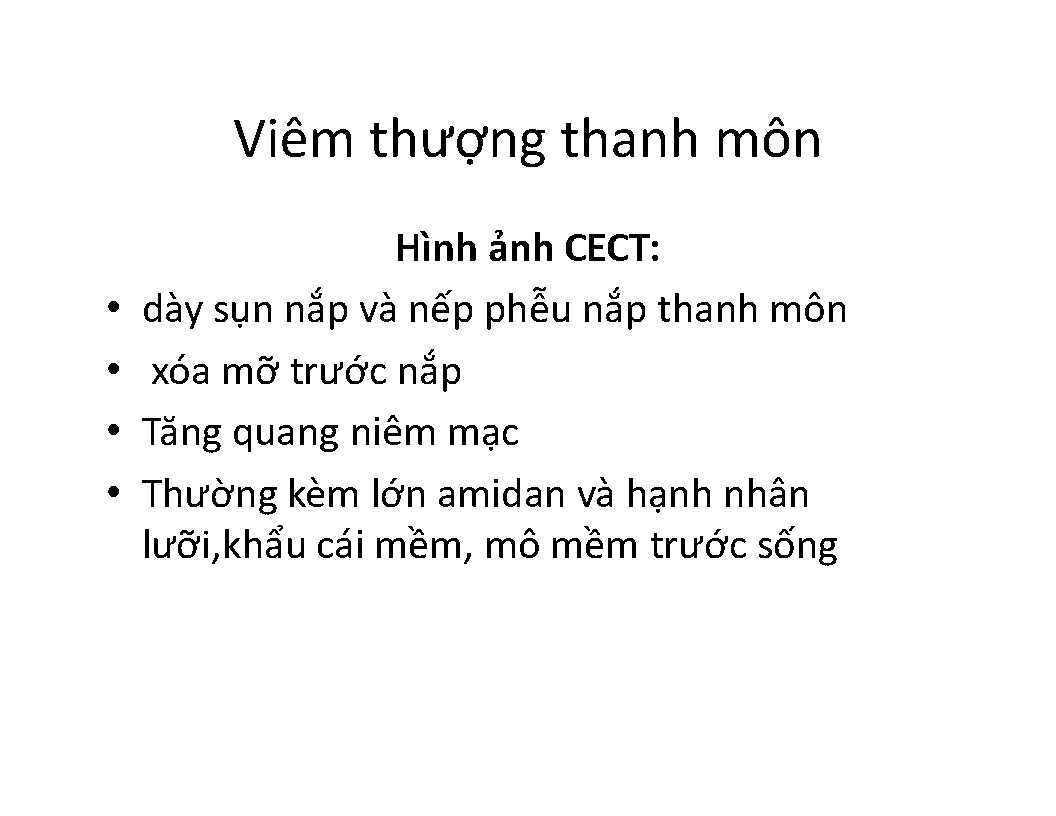 Viêm thượng thanh môn
Hình ảnh CECT:
• dày sụn nắp và nếp phễu nắp thanh môn
• xóa mỡ trước nắp
• Tăng quang niêm mạc
• Thường kèm lớn amidan và hạnh nhân
lưỡi,khẩu cái mềm, mô mềm trước sống